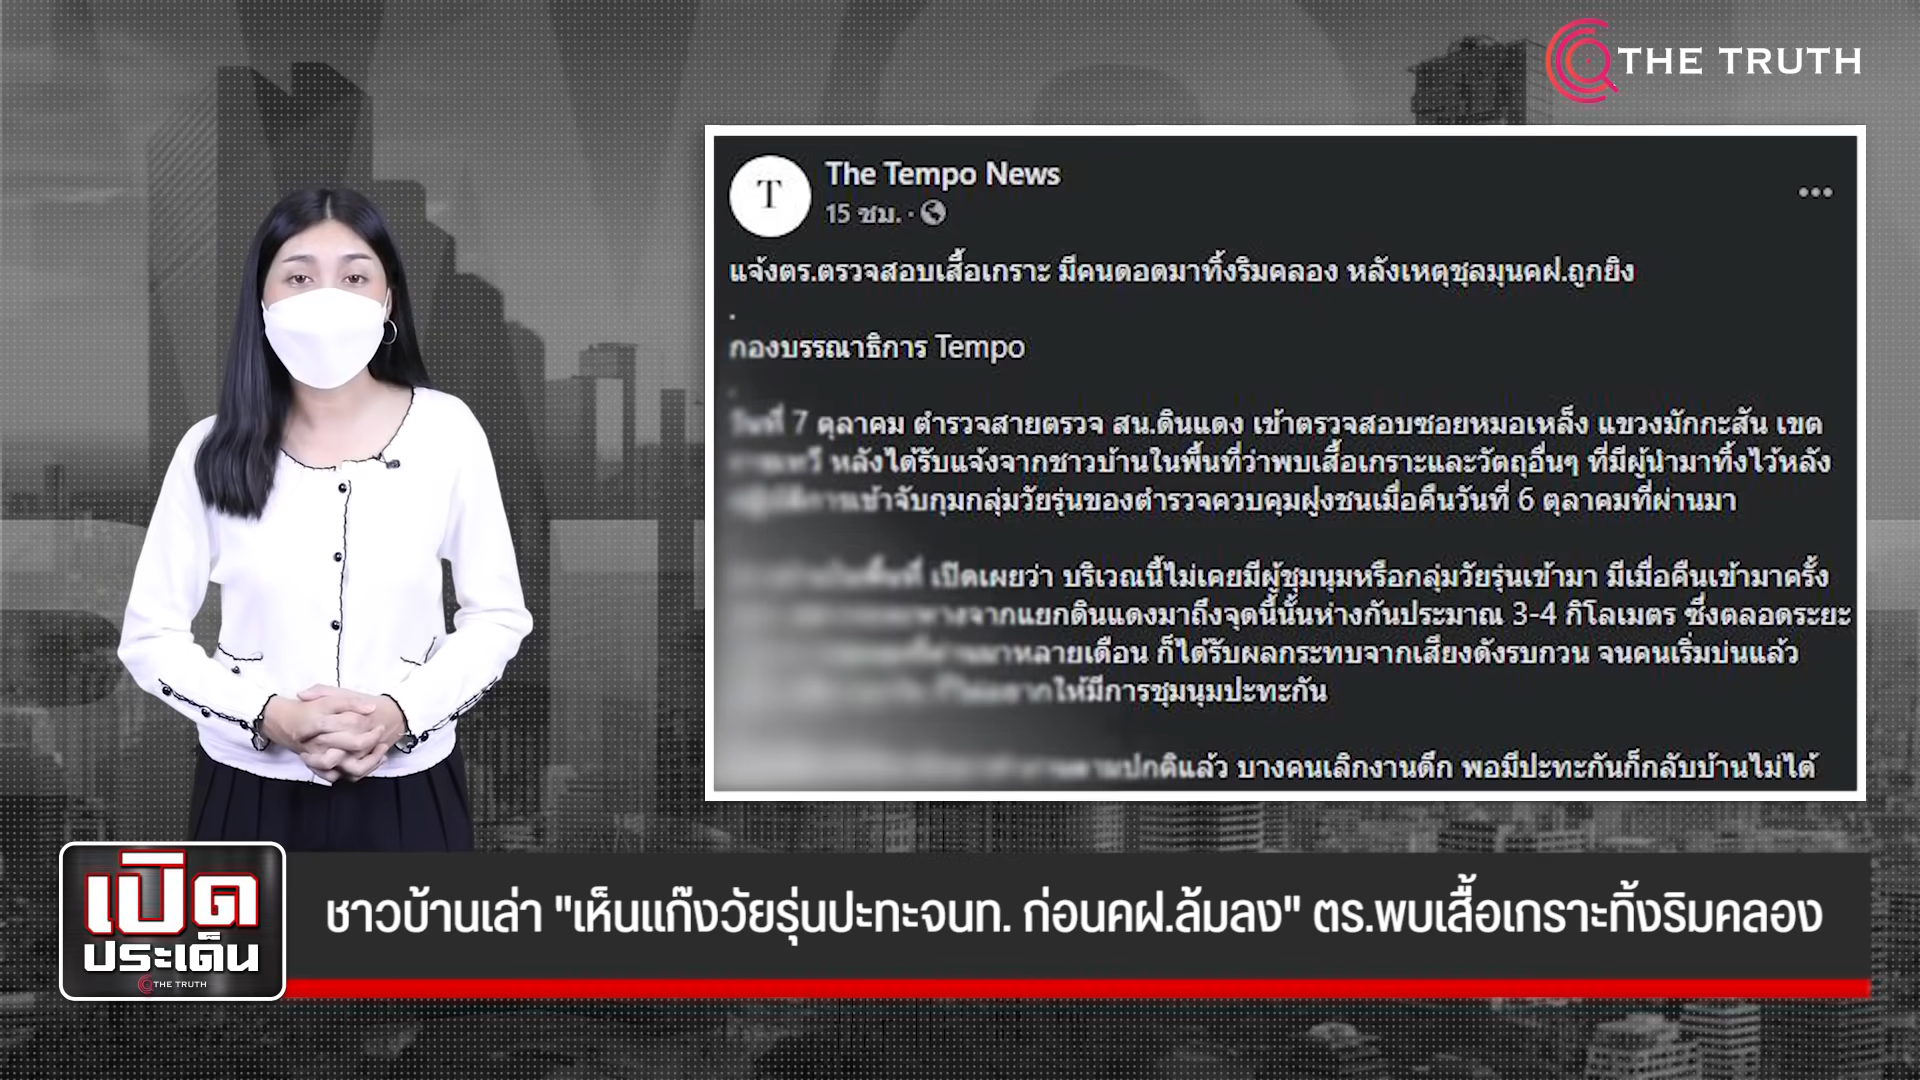 THE TRUTH
T
The Tempo News
15 ชม.
แจ้งตร.ตรวจสอบเสื้อเกราะ มีคนถอดมาทิ้งริมคลอง หลังเหตุชุลมุนคฝ.ถูกยิง
.
กองบรรณาธิการ Tempo
.
วันที่ 7 ตุลาคม ตำรวจสายตรวจ สน.ดินแดง เข้าตรวจสอบซอยหมอเหล็ง แขวงมักกะสัน เขต
หลังได้รับแจ้งจากชาวบ้านในพื้นที่ว่าพบเสื้อเกราะและวัตถุอื่นๆ ที่มีผู้นำมาทิ้งไว้หลัง
เข้าจับกุมกลุ่มวัยรุ่นของตำรวจควบคุมฝูงชนเมื่อคืนวันที่ 6 ตุลาคมที่ผ่านมา
เปิดเผยว่า บริเวณนี้ไม่เคยมีผู้ชุมนุมหรือกลุ่มวัยรุ่นเข้ามา มีเมื่อคืนเข้ามาครั้ง
จากแยกดินแดงมาถึงจุดนี้นั้นห่างกันประมาณ 3-4 กิโลเมตร ซึ่งตลอดระยะ
หลายเดือน ก็ได้รับผลกระทบจากเสียงดังรบกวน จนคนเริ่มบ่นแล้ว
ให้มีการชุมนุมปะทะกัน
ปกติแล้ว บางคนเลิกงานดึก พอมีปะทะกันก็กลับบ้านไม่ได้
เปิด
ประเด็น
THE TRUTH
ชาวบ้านเล่า "เห็นแก๊งวัยรุ่นปะทะจนท. ก่อนคฝ.ล้มลง" ตร.พบเสื้อเกราะทิ้งริมคลอง